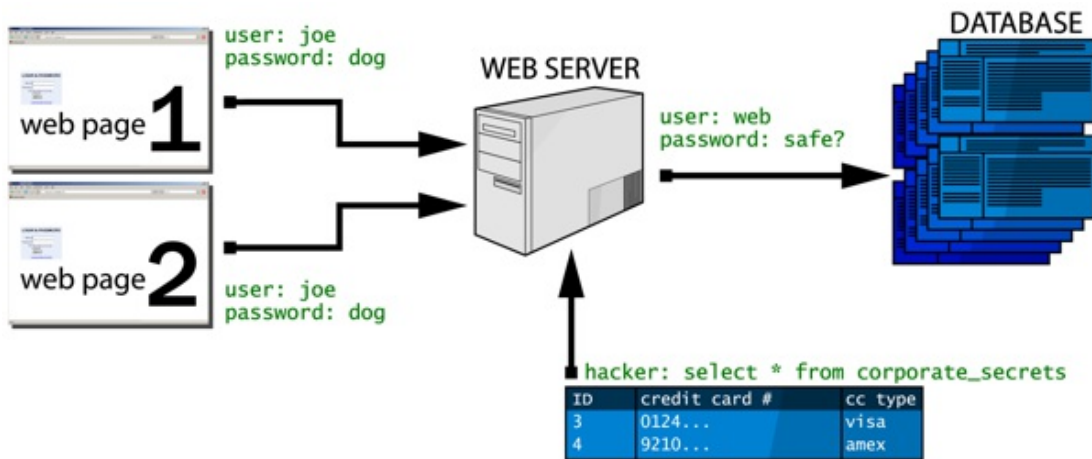 user: joe
password: dog
web page 1
WEB SERVER
user: web
password: safe?
DATABASE
web page 2
user: joe
password: dog
hacker: select * from corporate_secrets
ID credit card # cc type
3 0124... visa
4 9210... amex